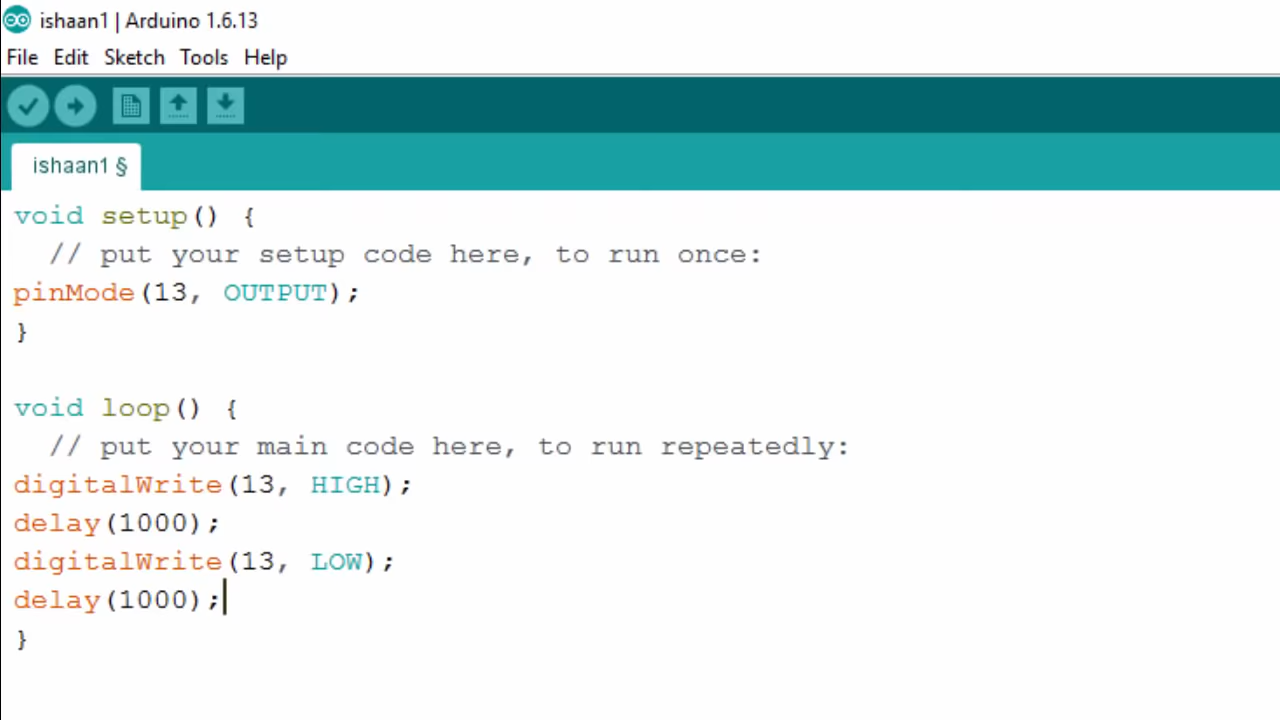 ishaan1 | Arduino 1.6.13
File Edit Sketch Tools Help
ishaan1 §
void setup() {
  // put your setup code here, to run once:
pinMode(13, OUTPUT);
}
void loop() {
  // put your main code here, to run repeatedly:
digitalWrite(13, HIGH);
delay(1000);
digitalWrite(13, LOW);
delay(1000);
}